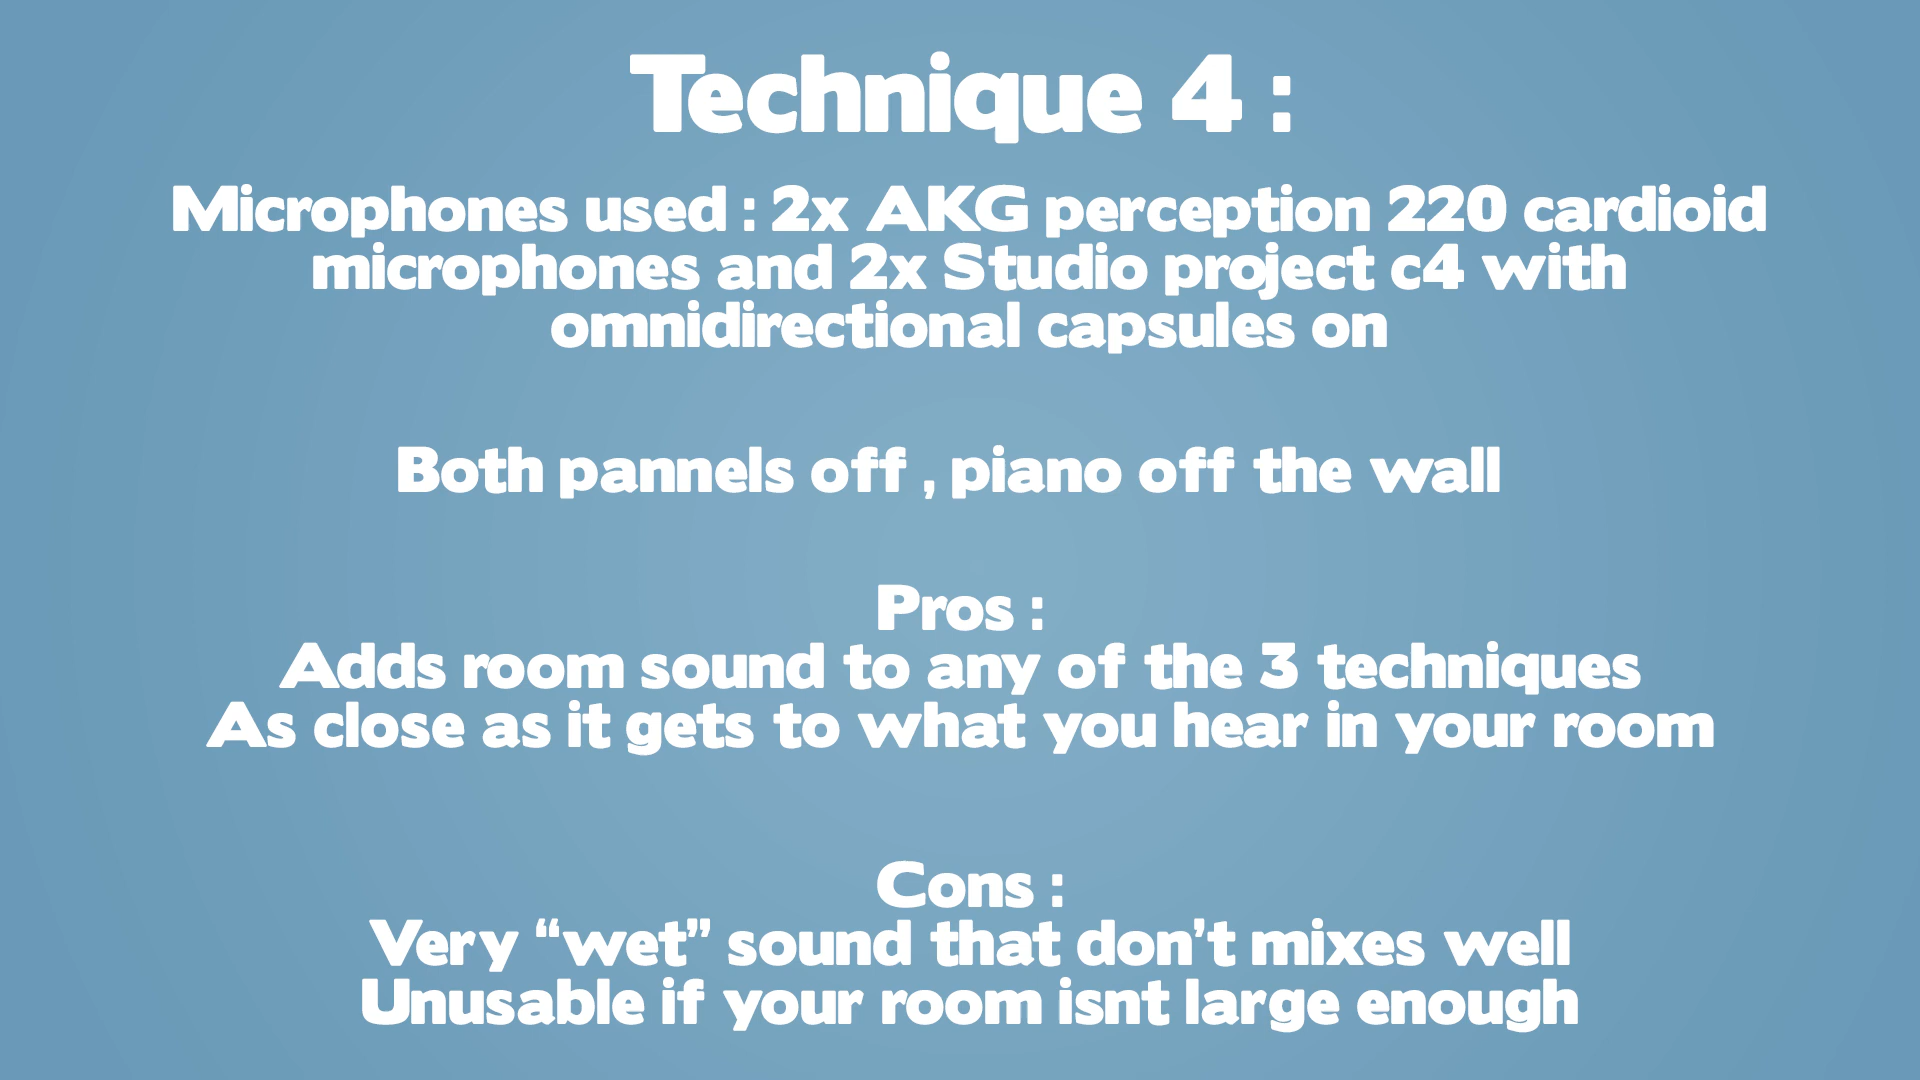 Technique 4 :
Microphones used : 2x AKG perception 220 cardioid
microphones and 2x Studio project c4 with
omnidirectional capsules on
Both pannels off , piano off the wall
Pros :
Adds room sound to any of the 3 techniques
As close as it gets to what you hear in your room
Cons :
Very “wet” sound that don’t mixes well
Unusable if your room isnt large enough